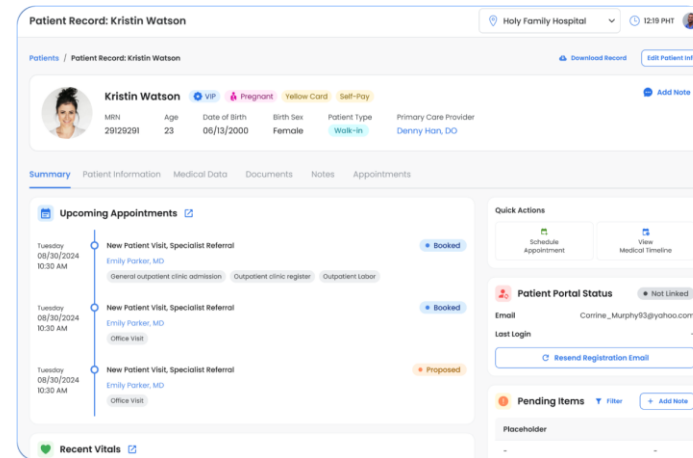 Patient Record: Kristin Watson
Holy Family Hospital
12:19 PHT
Patients / Patient Record: Kristin Watson
Download Record
Edit Patient Inf
Kristin Watson VIP Pregnant Yellow Card Self-Pay
Add Note
MRN Age Date of Birth Birth Sex Patient Type Primary Care Provider
29129291 23 06/13/2000 Female Walk-in Denny Han, DO
Summary Patient Information Medical Data Documents Notes Appointments
Upcoming Appointments
Tuesday
08/30/2024
10:30 AM
New Patient Visit, Specialist Referral
Booked
Emily Parker, MD
General outpatient clinic admission Outpatient clinic register Outpatient Labor
Tuesday
08/30/2024
10:30 AM
New Patient Visit, Specialist Referral
Booked
Emily Parker, MD
Office Visit
Tuesday
08/30/2024
10:30 AM
New Patient Visit, Specialist Referral
Proposed
Emily Parker, MD
Office Visit
Recent Vitals
Quick Actions
Schedule
Appointment
View
Medical Timeline
Patient Portal Status
Not Linked
Email Corrine_Murphy93@yahoo.com
Last Login -
Resend Registration Email
Pending Items Filter + Add Note
Placeholder
- -